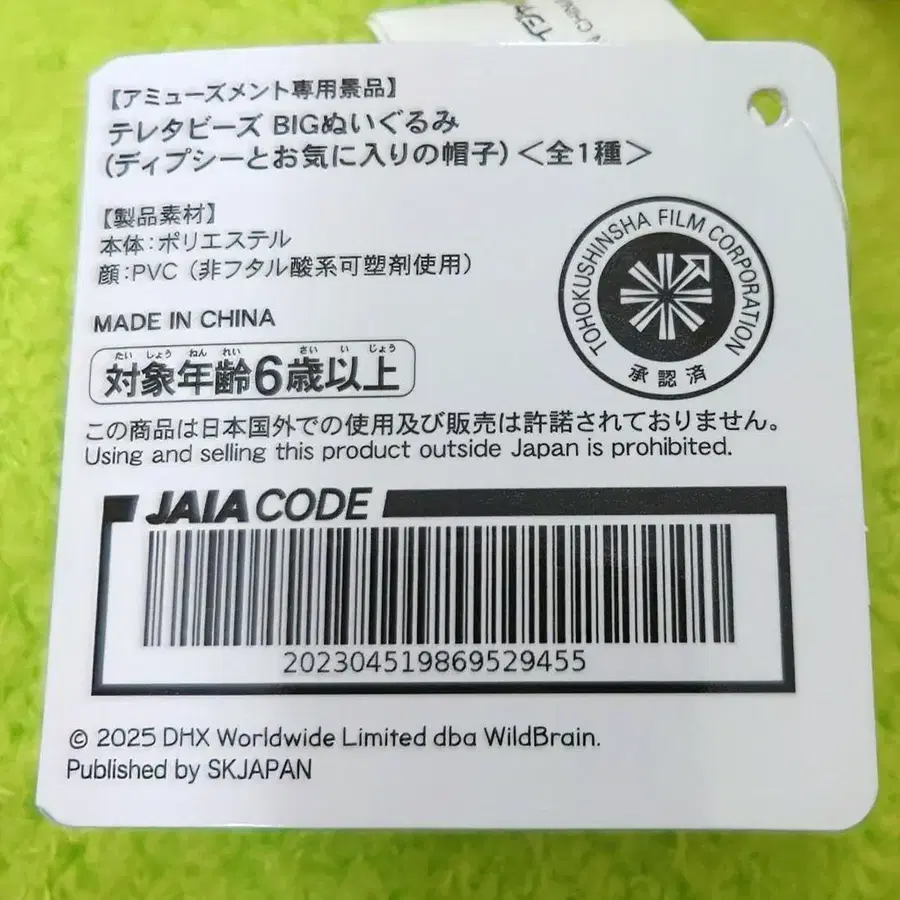 【アミューズメント専用景品】
テレタビーズ BIGぬいぐるみ
(ディプシーとお気に入りの帽子)＜全1種＞
TOHOKUSHINSHA FILM CORPORATION
承認済
【製品素材】
本体：ポリエステル
顔：PVC（非フタル酸系可塑剤使用）
MADE IN CHINA
たい しょう ねん れい さい い じょう
対象年齢6歳以上
この商品は日本国外での使用及び販売は許諾されておりません。
Using and selling this product outside Japan is prohibited.
JAIA CODE
202304519869529455
© 2025 DHX Worldwide Limited dba WildBrain.
Published by SKJAPAN